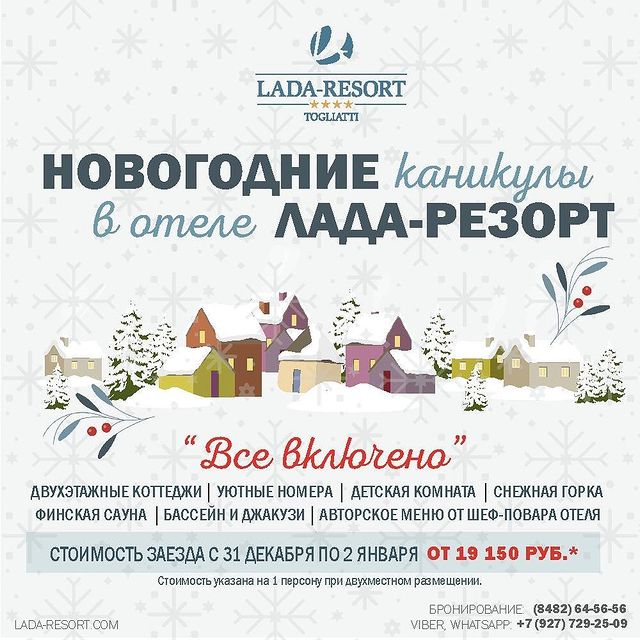 LADA-RESORT
TOGLIATTI
НОВОГОДНИЕ каникулы
в отеле ЛАДА-РЕЗОРТ
“Все включено”
ДВУХЭТАЖНЫЕ КОТТЕДЖИ | УЮТНЫЕ НОМЕРА | ДЕТСКАЯ КОМНАТА | СНЕЖНАЯ ГОРКА
ФИНСКАЯ САУНА | БАССЕЙН И ДЖАКУЗИ | АВТОРСКОЕ МЕНЮ ОТ ШЕФ-ПОВАРА ОТЕЛЯ
СТОИМОСТЬ ЗАЕЗДА С 31 ДЕКАБРЯ ПО 2 ЯНВАРЯ ОТ 19 150 РУБ.*
Стоимость указана на 1 персону при двухместном размещении.
БРОНИРОВАНИЕ: (8482) 64-56-56
LADA-RESORT.COM VIBER, WHATSAPP: +7 (927) 729-25-09